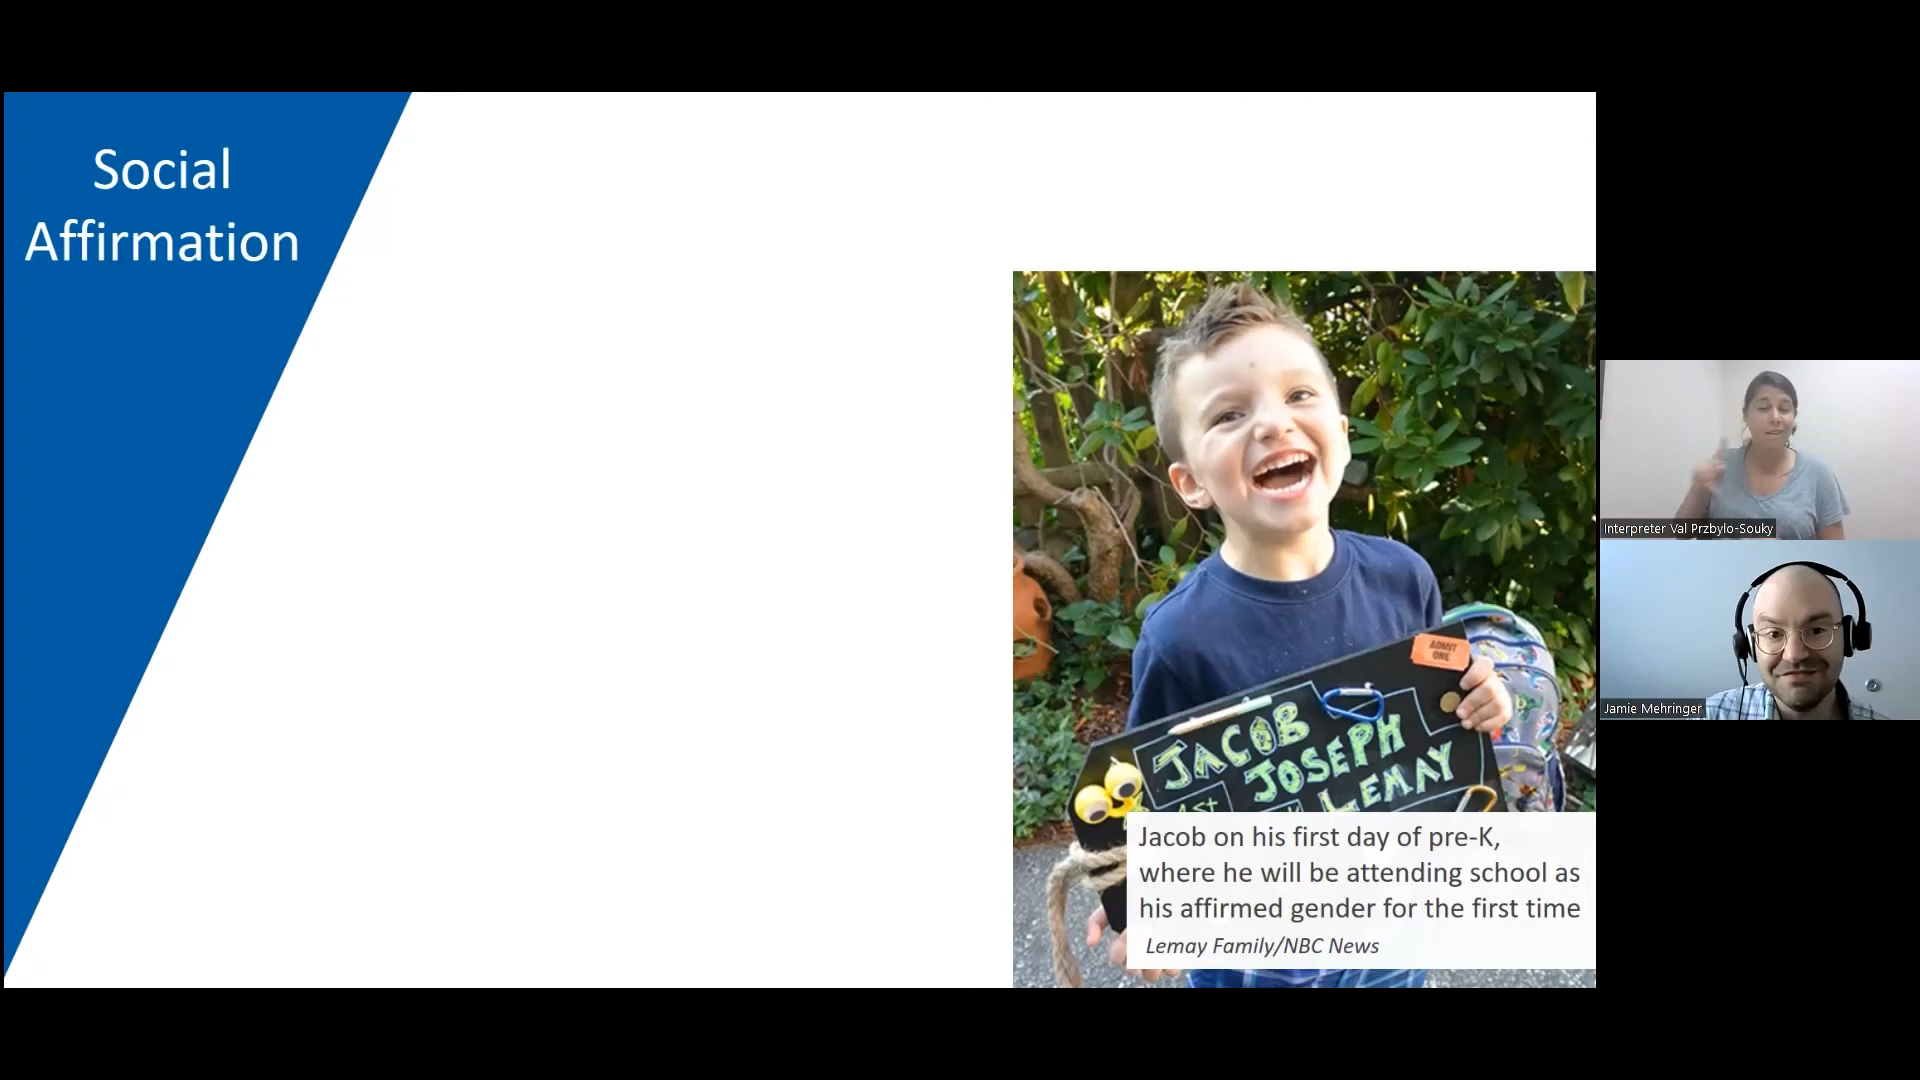 Social
Affirmation
ADMIT
ONE
JACOB
JOSEPH
LEMAY
1st
Jacob on his first day of pre-K,
where he will be attending school as
his affirmed gender for the first time
Lemay Family/NBC News
Interpreter Val Przbylo-Souky
Jamie Mehringer